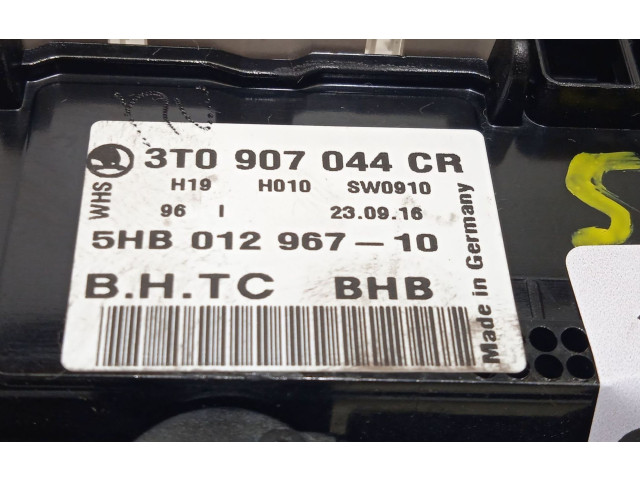 3T0 907 044 CR
WHS
H19 H010 SW0910
96 I 23.09.16
5HB 012 967-10
B.H.TC BHB
Made in Germany